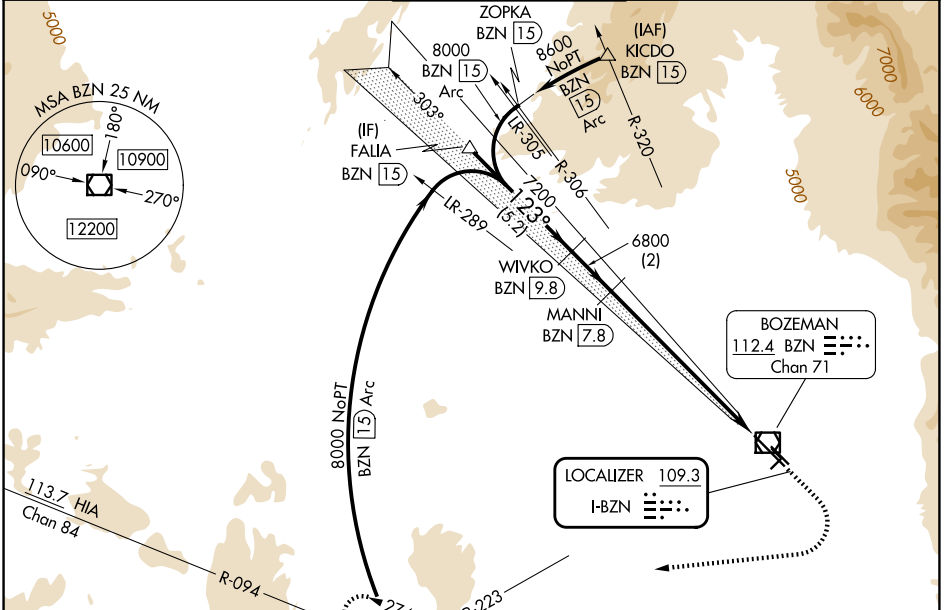 5000
ZOPKA
BZN 15
8000
BZN 15
Arc
8600
NoPT
BZN
15
Arc
(IAF)
KICDO
BZN 15
7000
6000
5000
MSA BZN 25 NM
180°
10600
10900
090°
270°
12200
303°
(IF)
FALIA
BZN 15
LR-305
R-306
R-320
LR-289
7200
123°
(5.2)
6800
(2)
WIVKO
BZN 9.8
MANNI
BZN 7.8
BOZEMAN
112.4 BZN
Chan 71
8000 NoPT
BZN 15 Arc
LOCALIZER 109.3
I-BZN
113.7 HIA
Chan 84
R-094